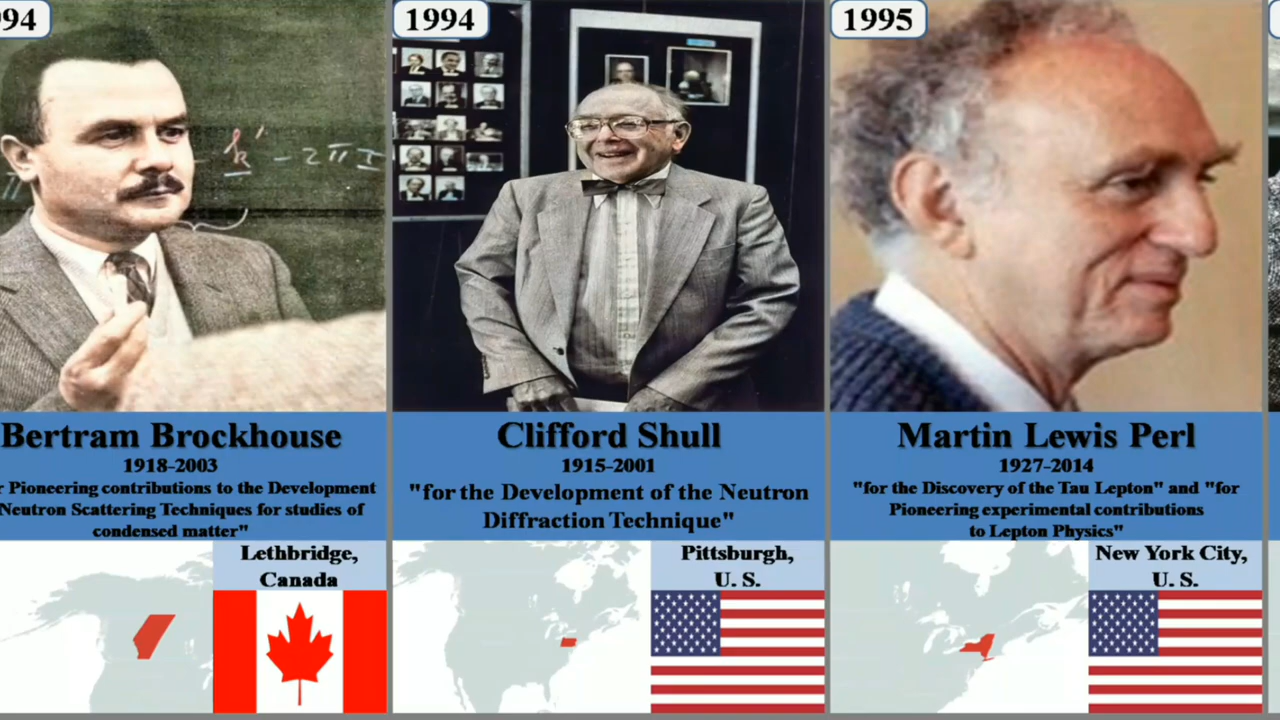 94
Bertram Brockhouse
1918-2003
r Pioneering contributions to the Development
Neutron Scattering Techniques for studies of
condensed matter"
Lethbridge,
Canada
1994
Clifford Shull
1915-2001
"for the Development of the Neutron
Diffraction Technique"
Pittsburgh,
U. S.
1995
Martin Lewis Perl
1927-2014
"for the Discovery of the Tau Lepton" and "for
Pioneering experimental contributions
to Lepton Physics"
New York City,
U. S.